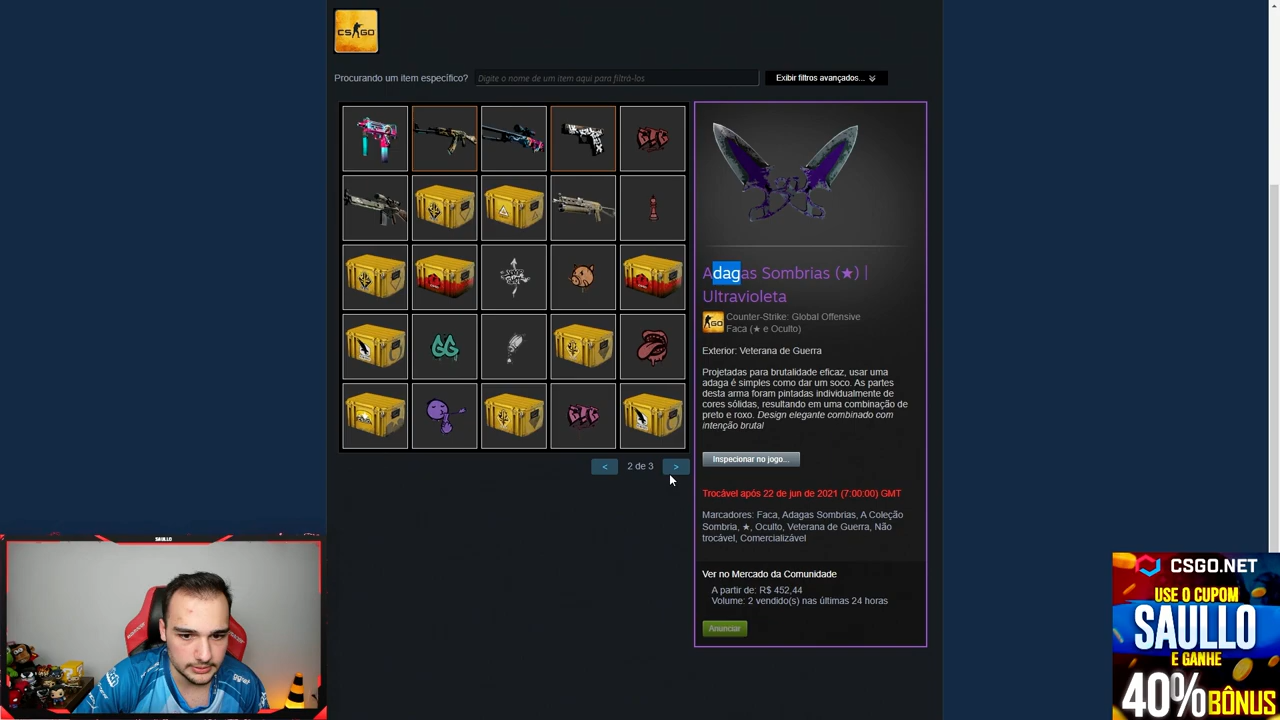 CS GO
Procurando um item específico?
Digite o nome de um item aqui para filtrá-los
Exibir filtros avançados...
Adagas Sombrias (★) |
Ultravioleta
GO
Counter-Strike: Global Offensive
Faca (★ e Oculto)
Exterior: Veterana de Guerra
Projetadas para brutalidade eficaz, usar uma
adaga é simples como dar um soco. As partes
desta arma foram pintadas individualmente de
cores sólidas, resultando em uma combinação de
preto e roxo. Design elegante combinado com
intenção brutal
<
2 de 3
>
Inspecionar no jogo...
Trocável após 22 de jun de 2021 (7:00:00) GMT
Marcadores: Faca, Adagas Sombrias, A Coleção
Sombria, ★, Oculto, Veterana de Guerra, Não
trocável, Comercializável
Ver no Mercado da Comunidade
A partir de: R$ 452,44
Volume: 2 vendido(s) nas últimas 24 horas
Anunciar
SAULLO
CSGO.NET
USE O CUPOM
SAULLO
E GANHE
40% BÔNUS